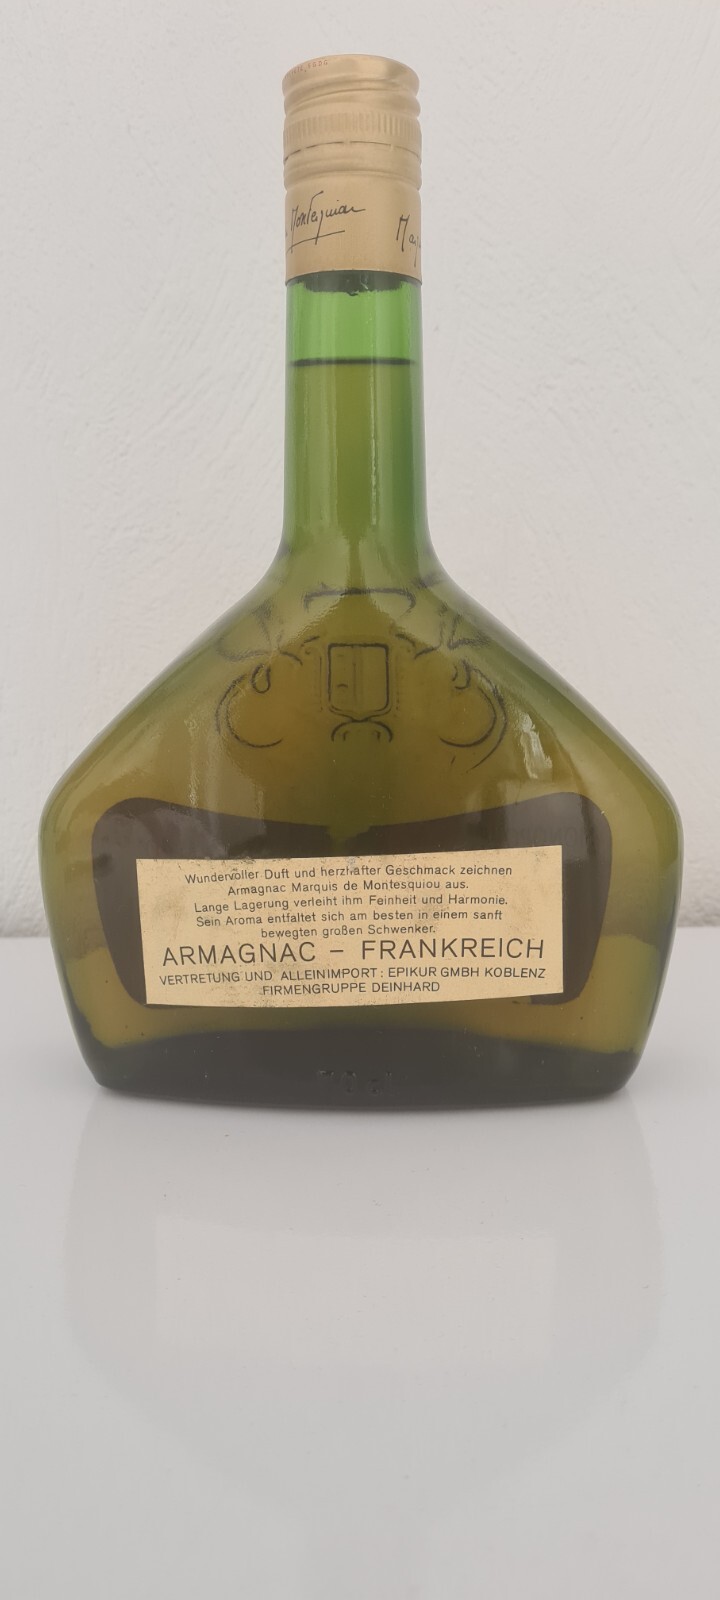 Montesquiou
Wundervoller Duft und herzhafter Geschmack zeichnen
Armagnac Marquis de Montesquiou aus.
Lange Lagerung verleiht ihm Feinheit und Harmonie.
Sein Aroma entfaltet sich am besten in einem sanft
bewegten großen Schwenker.
ARMAGNAC – FRANKREICH
VERTRETUNG UND ALLEINIMPORT: EPIKUR GMBH KOBLENZ
FIRMENGRUPPE DEINHARD